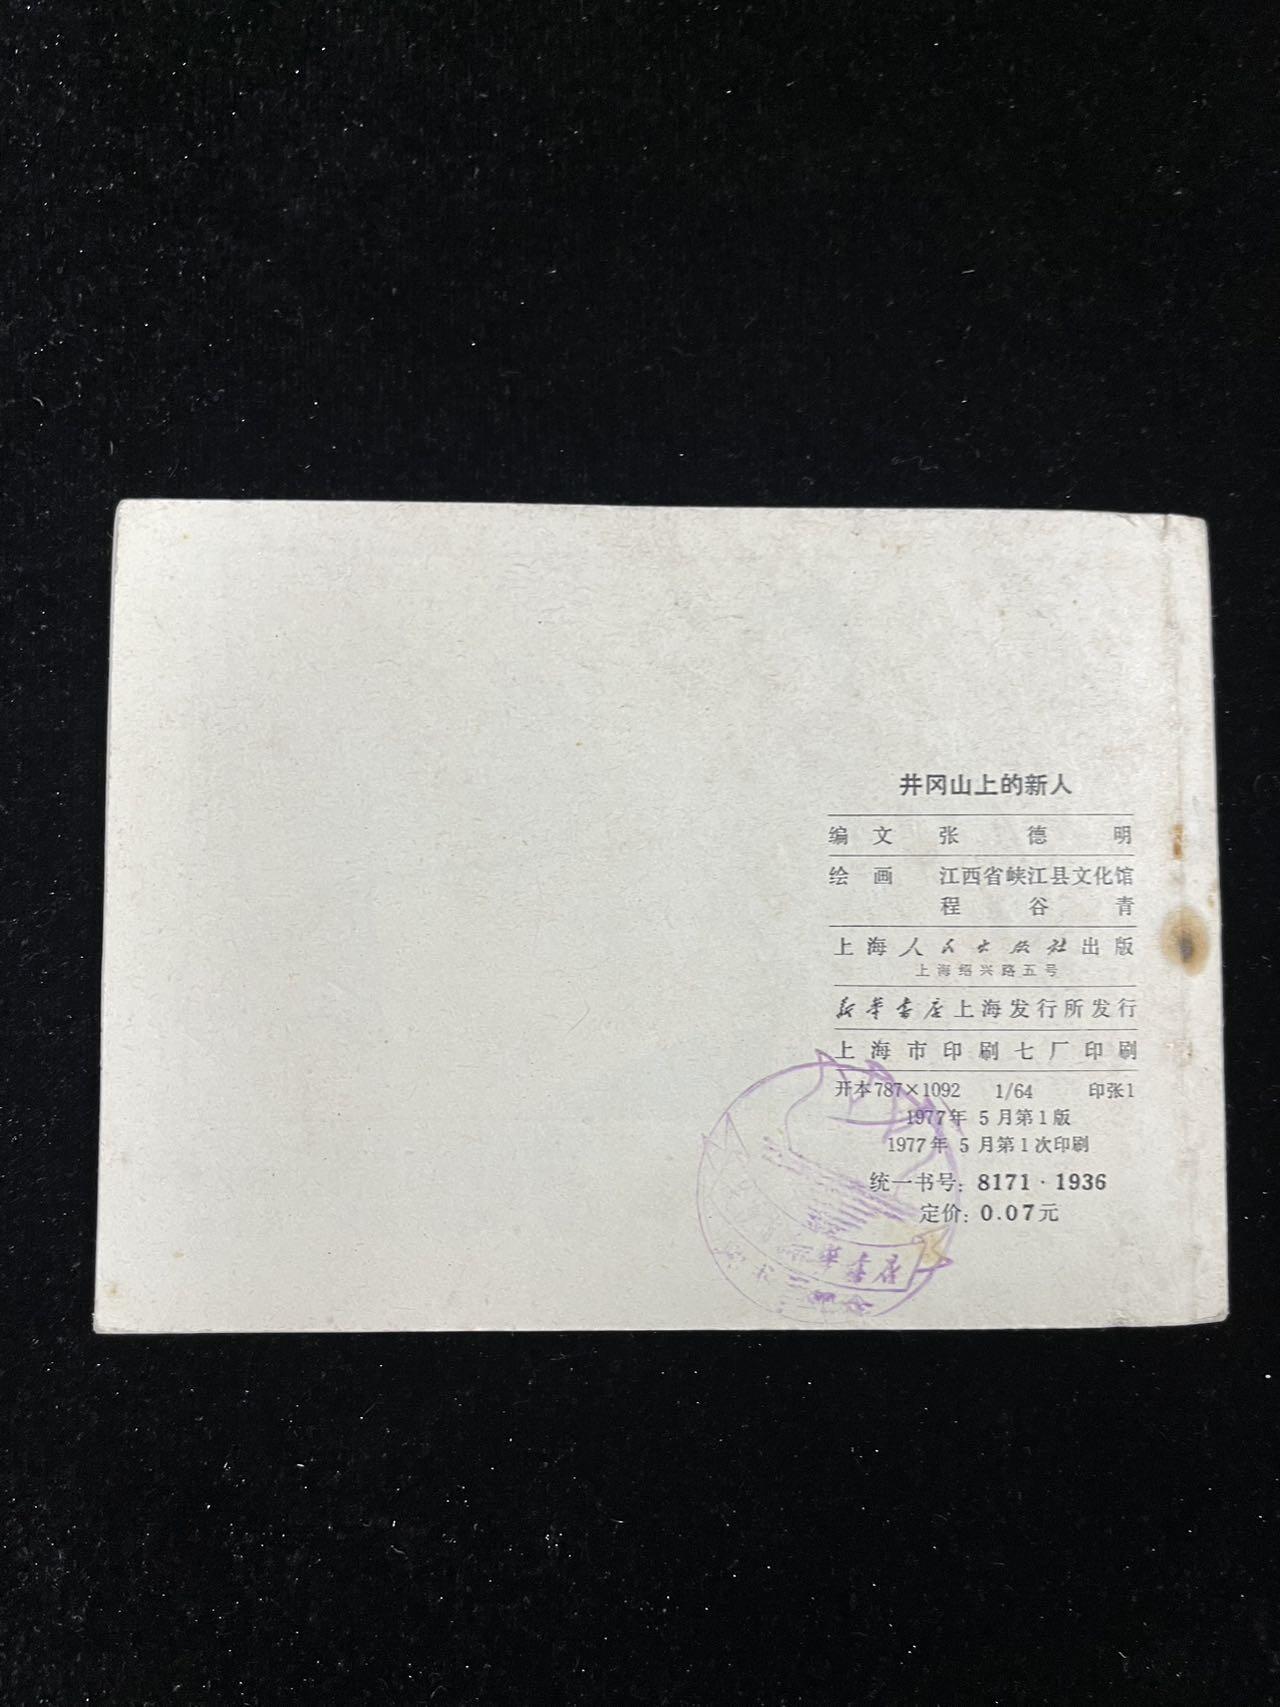 井冈山上的新人
编文 张德明
绘画 江西省峡江县文化馆
程谷青
上海人民出版社出版
上海绍兴路五号
新华书店上海发行所发行
上海市印刷七厂印刷
开本787×1092 1/64 印张1
1977年5月第1版
1977年5月第1次印刷
统一书号：8171·1936
定价：0.07元
新华书店